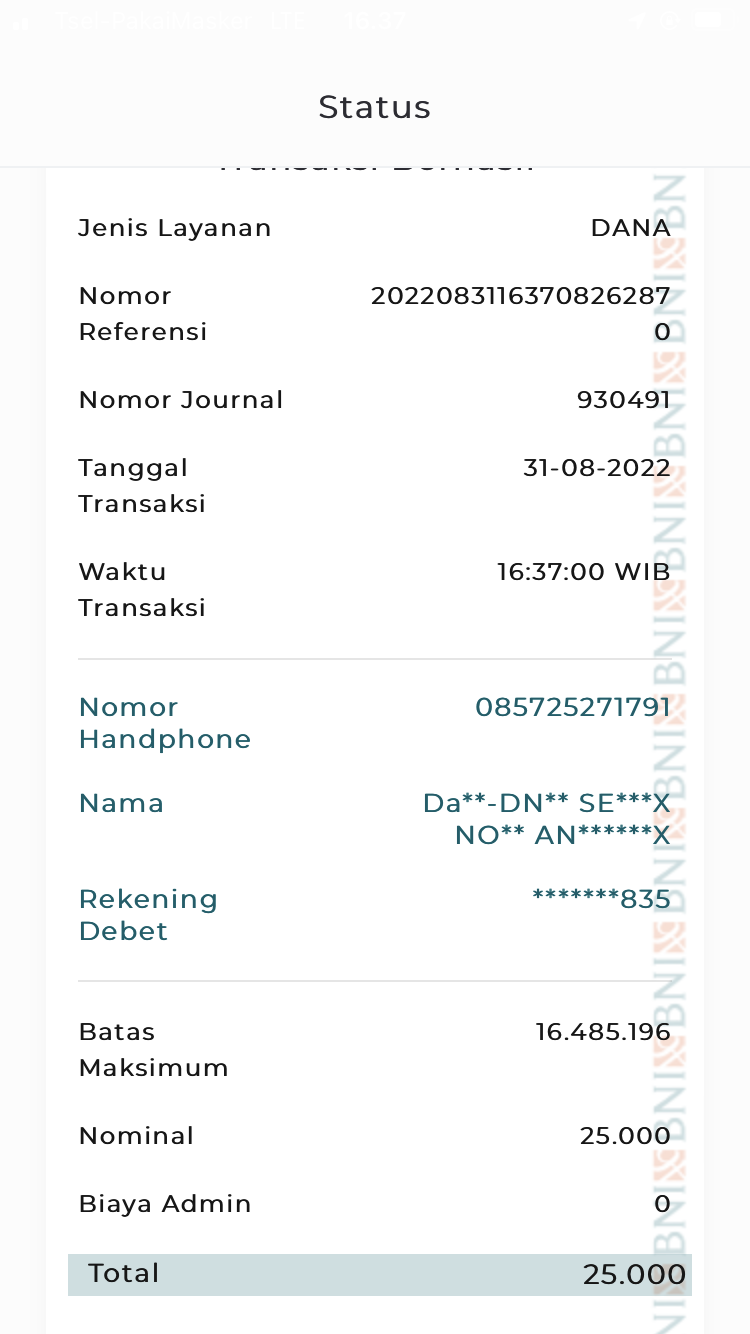 Tsel-PakaiMasker LTE 16.37
Status
Transaksi Berhasil
Jenis Layanan DANA
Nomor 2022083116370826287
Referensi 0
Nomor Journal 930491
Tanggal 31-08-2022
Transaksi
Waktu 16:37:00 WIB
Transaksi
Nomor 085725271791
Handphone
Nama Da**-DN** SE***X
NO** AN******X
Rekening *******835
Debet
Batas 16.485.196
Maksimum
Nominal 25.000
Biaya Admin 0
Total 25.000
BNI BNI BNI BNI BNI BNI BNI BNI BNI BNI